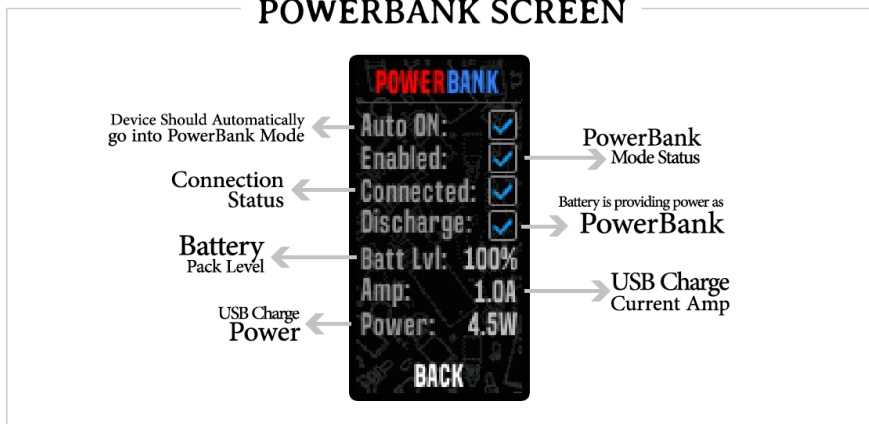 POWERBANK SCREEN
POWERBANK
Device Should Automatically
go into PowerBank Mode
Auto ON:
Enabled:
PowerBank
Mode Status
Connection
Status
Connected:
Discharge:
Battery is providing power as
PowerBank
Battery
Pack Level
Batt Lvl: 100%
Amp: 1.0A
USB Charge
Current Amp
USB Charge
Power
Power: 4.5W
BACK